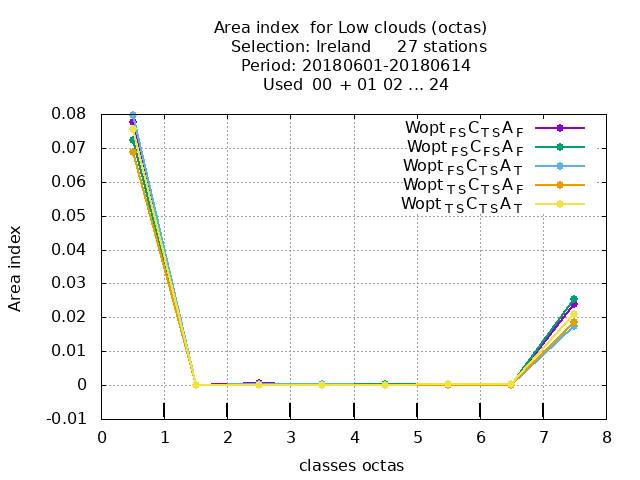 Area index  for Low clouds (octas)
Selection: Ireland     27 stations
Period: 20180601-20180614
Used  00 + 01 02 ... 24
Wopt FS C TS A F
Wopt FS C FS A F
Wopt FS C TS A T
Wopt TS C TS A F
Wopt TS C TS A T
0.08
0.07
0.06
0.05
0.04
0.03
0.02
0.01
0
-0.01
Area index
0 1 2 3 4 5 6 7 8
classes octas